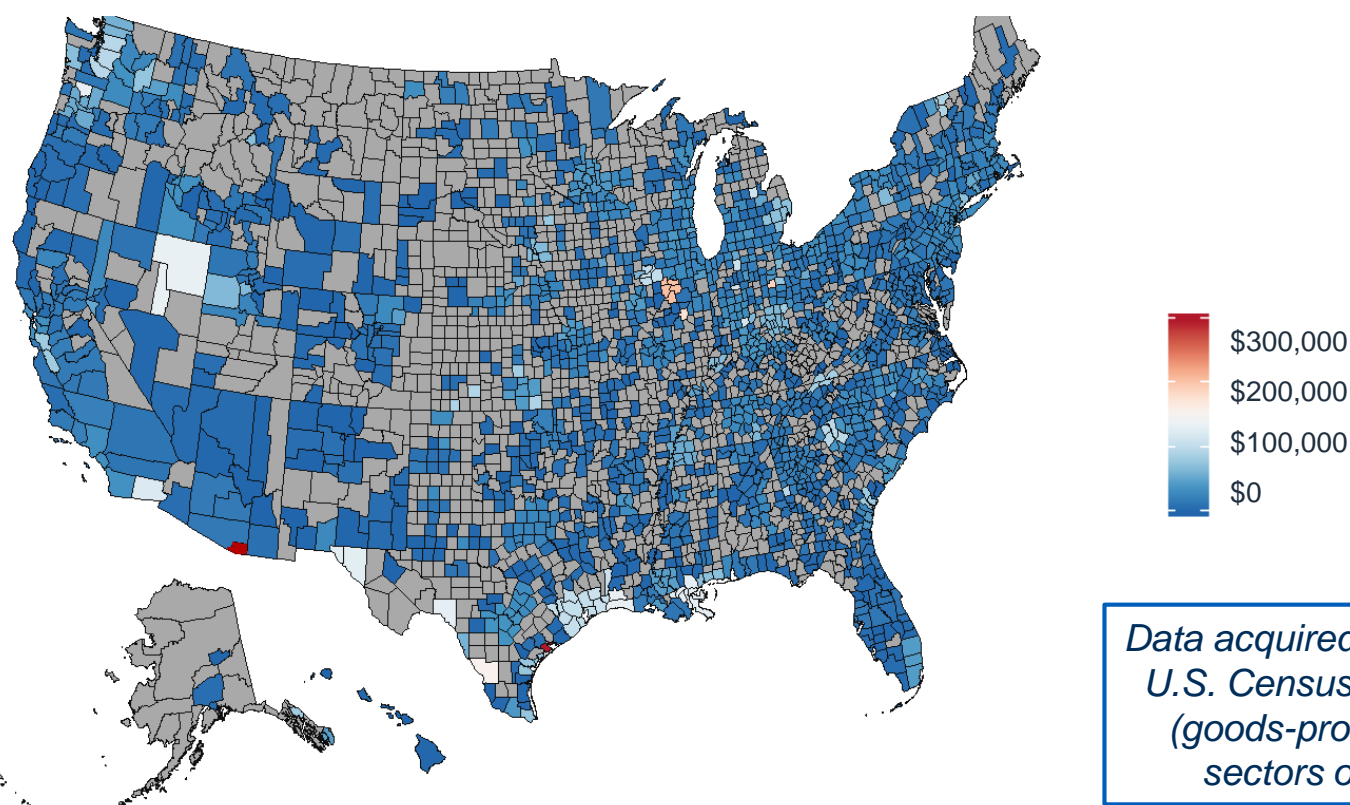 $300,000
$200,000
$100,000
$0
Data acquired
U.S. Census
(goods-pro
sectors o